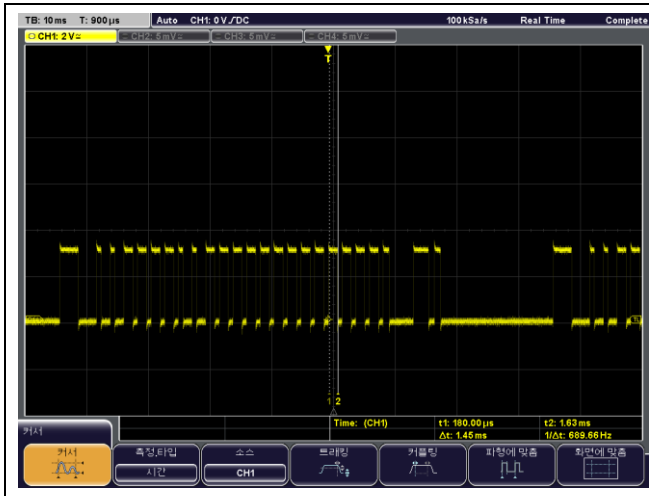 TB: 10 ms T: 900 µs Auto CH1: 0 V DC 100 kSa/s Real Time Complete
CH1: 2 V CH2: 5 mV CH3: 5 mV CH4: 5 mV
T
1 2
Time: (CH1) t1: 180.00 µs t2: 1.63 ms
Δt: 1.45 ms 1/Δt: 689.66 Hz
커서
커서 측정.타입 소스 트래킹 커플링 파형에 맞춤 화면에 맞춤
시간 CH1